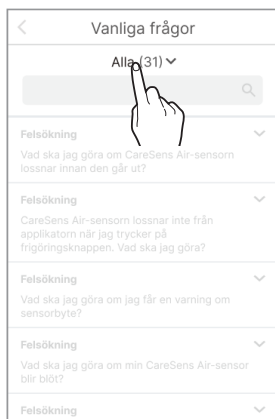 Vanliga frågor
Alla (31)
Felsökning
Vad ska jag göra om CareSens Air-sensorn
lossnar innan den går ut?
Felsökning
CareSens Air-sensorn lossnar inte från
applikatorn när jag trycker på
frigöringsknappen. Vad ska jag göra?
Felsökning
Vad ska jag göra om jag får en varning om
sensorbyte?
Felsökning
Vad ska jag göra om min CareSens Air-sensor
blir blöt?
Felsökning